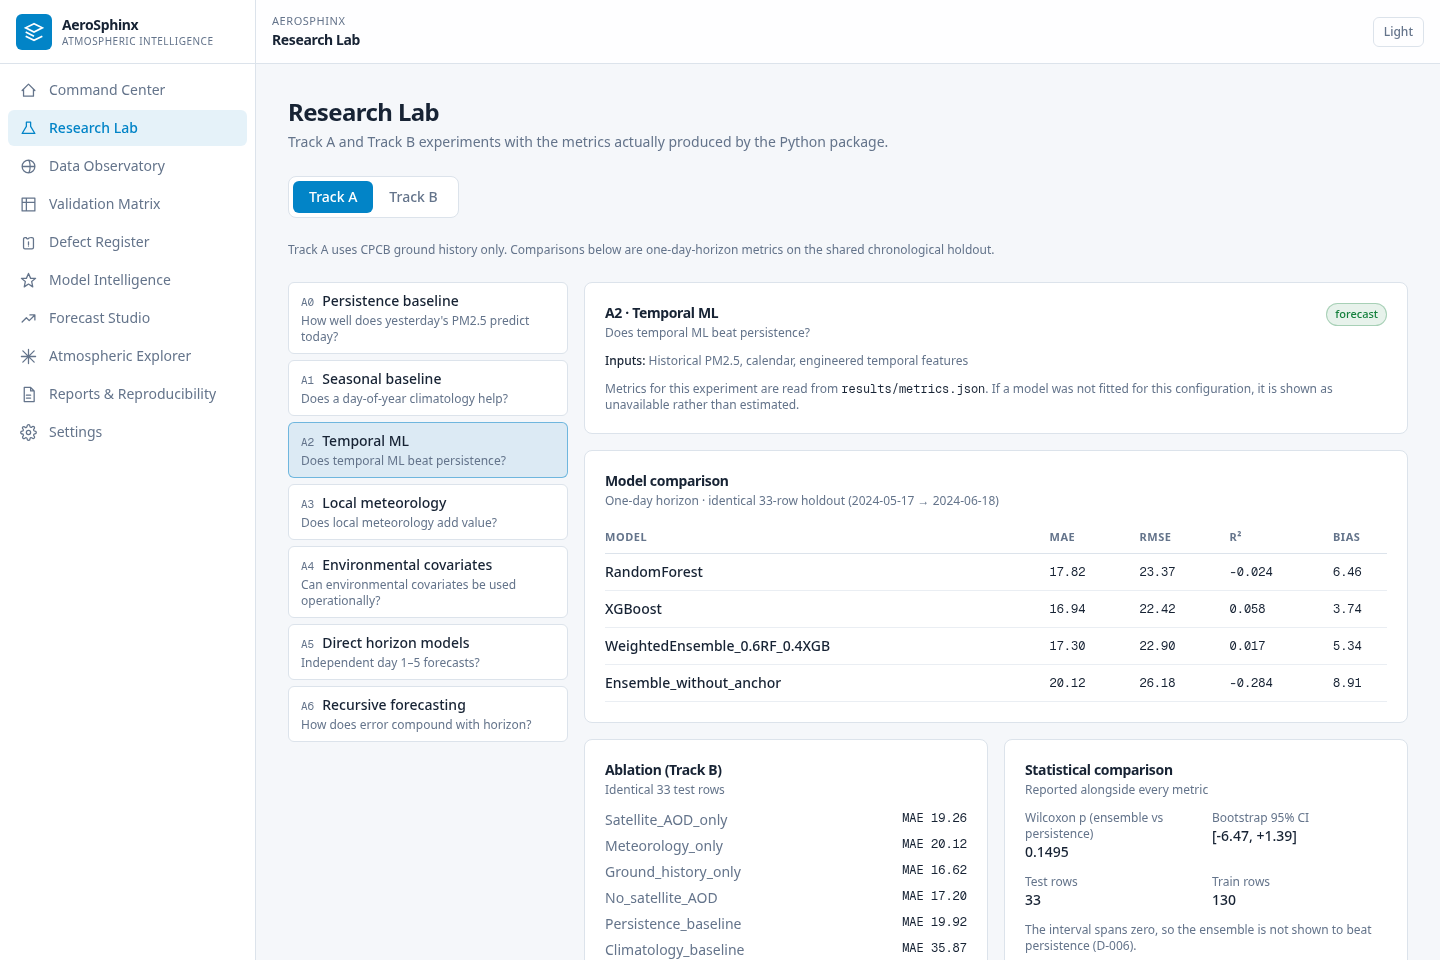 AeroSphinx
ATMOSPHERIC INTELLIGENCE
AEROSPHINX
Research Lab
Light
Command Center
Research Lab
Data Observatory
Validation Matrix
Defect Register
Model Intelligence
Forecast Studio
Atmospheric Explorer
Reports & Reproducibility
Settings
Research Lab
Track A and Track B experiments with the metrics actually produced by the Python package.
Track A Track B
Track A uses CPCB ground history only. Comparisons below are one-day-horizon metrics on the shared chronological holdout.
A0 Persistence baseline
How well does yesterday's PM2.5 predict
today?
A1 Seasonal baseline
Does a day-of-year climatology help?
A2 Temporal ML
Does temporal ML beat persistence?
A3 Local meteorology
Does local meteorology add value?
A4 Environmental covariates
Can environmental covariates be used
operationally?
A5 Direct horizon models
Independent day 1–5 forecasts?
A6 Recursive forecasting
How does error compound with horizon?
A2 · Temporal ML
forecast
Does temporal ML beat persistence?
Inputs: Historical PM2.5, calendar, engineered temporal features
Metrics for this experiment are read from results/metrics.json. If a model was not fitted for this configuration, it is shown as
unavailable rather than estimated.
Model comparison
One-day horizon · identical 33-row holdout (2024-05-17 → 2024-06-18)
MODEL MAE RMSE R² BIAS
RandomForest 17.82 23.37 -0.024 6.46
XGBoost 16.94 22.42 0.058 3.74
WeightedEnsemble_0.6RF_0.4XGB 17.30 22.90 0.017 5.34
Ensemble_without_anchor 20.12 26.18 -0.284 8.91
Ablation (Track B)
Identical 33 test rows
Satellite_AOD_only MAE 19.26
Meteorology_only MAE 20.12
Ground_history_only MAE 16.62
No_satellite_AOD MAE 17.20
Persistence_baseline MAE 19.92
Climatology_baseline MAE 35.87
Statistical comparison
Reported alongside every metric
Wilcoxon p (ensemble vs
persistence)
0.1495
Bootstrap 95% CI
[-6.47, +1.39]
Test rows
33
Train rows
130
The interval spans zero, so the ensemble is not shown to beat
persistence (D-006).